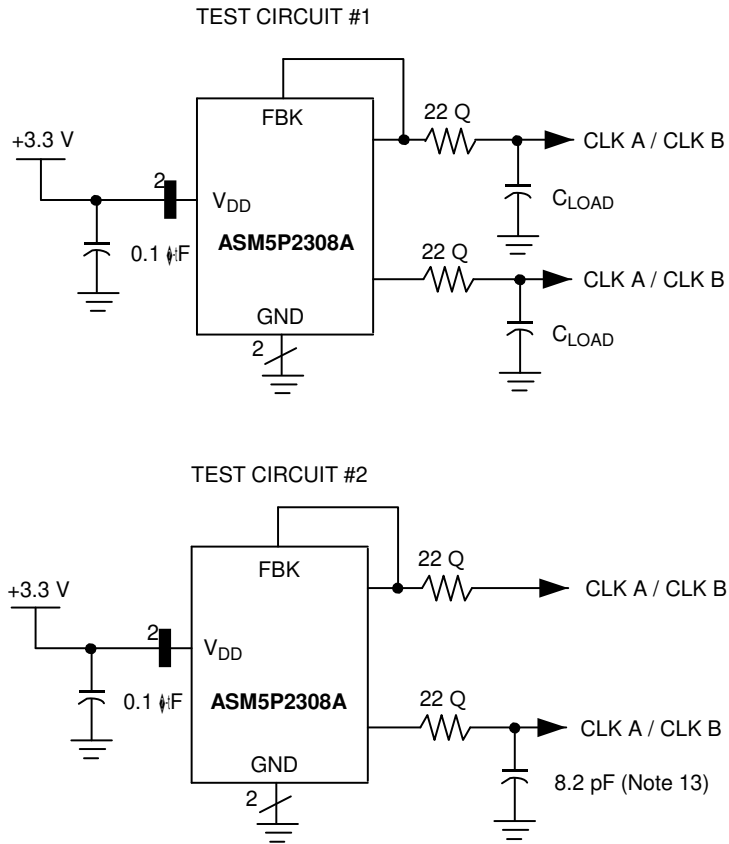 TEST CIRCUIT #1
FBK
22 Q
+3.3 V
CLK A / CLK B
2
VDD
CLOAD
0.1
ASM5P2308A
22 Q
CLK A / CLK B
GND
CLOAD
2
TEST CIRCUIT #2
FBK
22 Q
+3.3 V
CLK A / CLK B
2
VDD
0.1
ASM5P2308A
22 Q
CLK A / CLK B
GND
8.2 pF (Note 13)
2